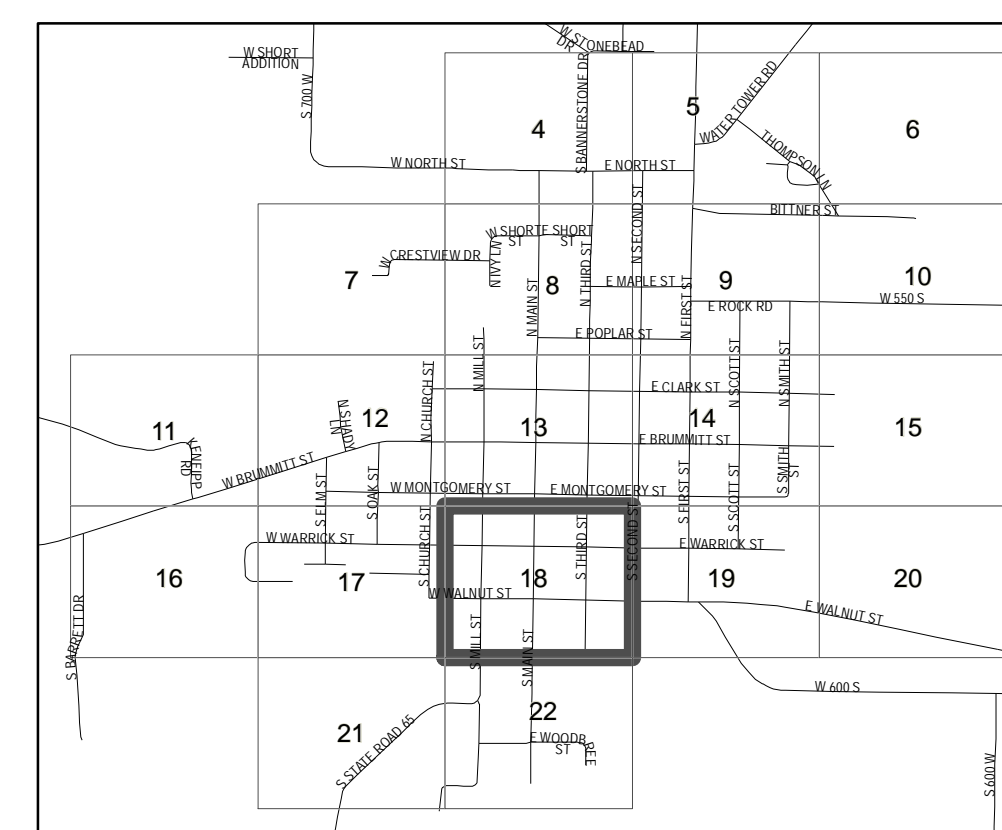 W STONEBEAD
DR
W SHORT
ADDITION
S 700 W
S BANNERSTONE DR
WATER TOWER RD
THOMPSON LN
4
5
6
W NORTH ST
E NORTH ST
N SECOND ST
BITTNER ST
W SHORT
ST
E SHORT
ST
W CRESTVIEW DR
N IVY LN
N THIRD ST
7
8
9
10
E MAPLE ST
N MAIN ST
N FIRST ST
E ROCK RD
W 550 S
E POPLAR ST
N MILL ST
N SCOTT ST
N SMITH ST
N CHURCH ST
E CLARK ST
N SHADY
LN
11
12
13
14
15
KNEIPP
RD
W BRUMMITT ST
E BRUMMITT ST
S ELM ST
S OAK ST
W MONTGOMERY ST
E MONTGOMERY ST
S FIRST ST
S SCOTT ST
S SMITH
ST
S CHURCH ST
S THIRD ST
S SECOND ST
W WARRICK ST
E WARRICK ST
16
17
18
19
20
W WALNUT ST
E WALNUT ST
S BARRETT DR
S MILL ST
S MAIN ST
W 600 S
21
22
S STATE ROAD 65
E WOODB
REE
ST
W 600 S